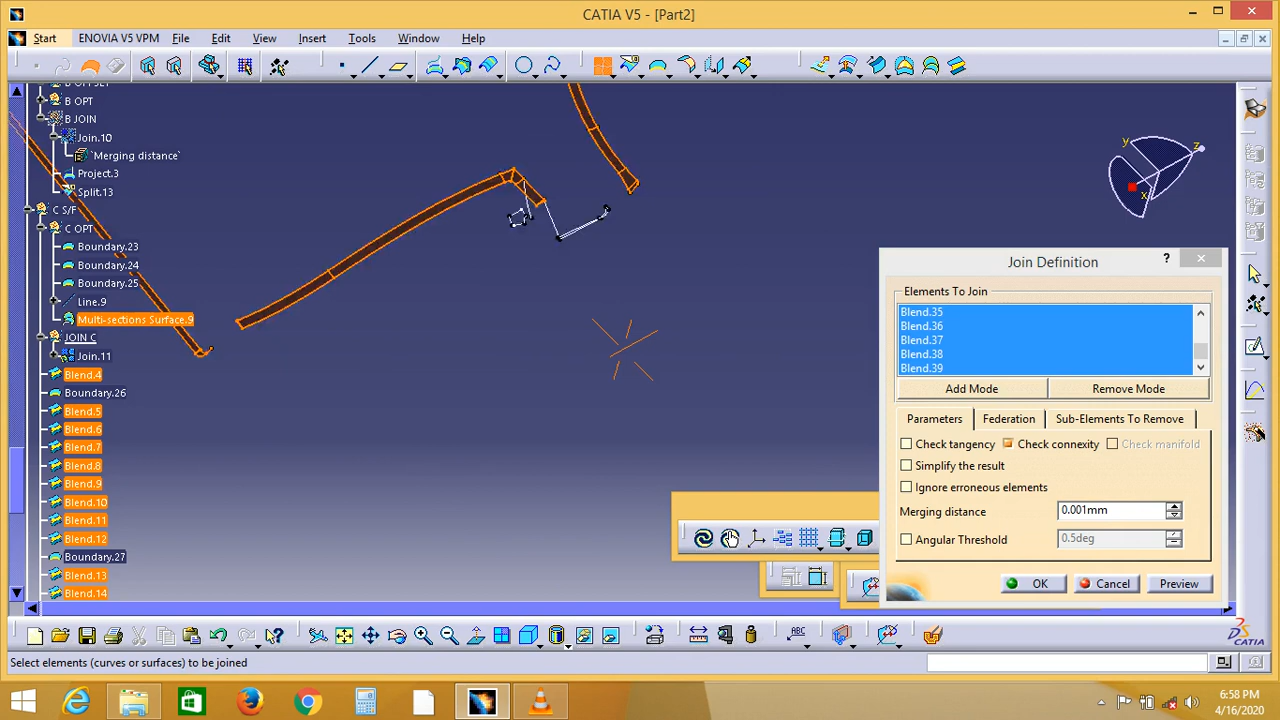 CATIA V5 - [Part2]
Start ENOVIA V5 VPM File Edit View Insert Tools Window Help
B OPT
B JOIN
Join.10
`Merging distance`
Project.3
Split.13
C S/F
C OPT
Boundary.23
Boundary.24
Boundary.25
Line.9
Multi-sections Surface.9
JOIN C
Join.11
Blend.4
Boundary.26
Blend.5
Blend.6
Blend.7
Blend.8
Blend.9
Blend.10
Blend.11
Blend.12
Boundary.27
Blend.13
Blend.14
y
z
x
Join Definition ?
Elements To Join
Blend.35
Blend.36
Blend.37
Blend.38
Blend.39
Add Mode Remove Mode
Parameters Federation Sub-Elements To Remove
Check tangency Check connexity Check manifold
Simplify the result
Ignore erroneous elements
Merging distance 0.001mm
Angular Threshold 0.5deg
OK Cancel Preview
ABC
CATIA
Select elements (curves or surfaces) to be joined
6:58 PM
4/16/2020